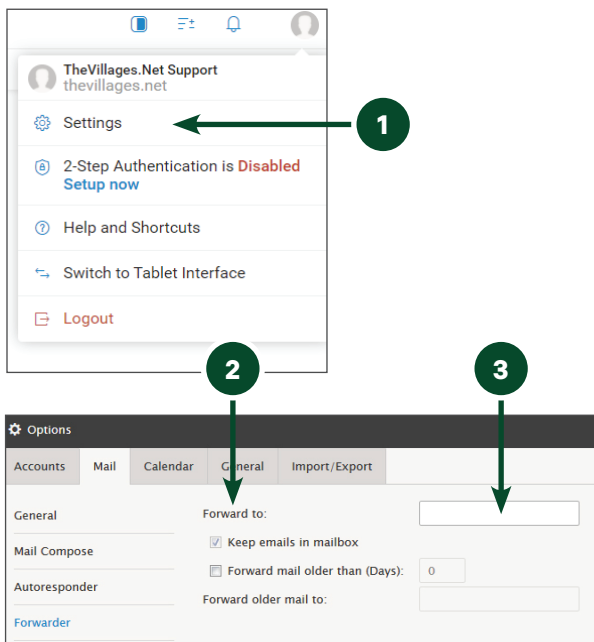 TheVillages.Net Support
thevillages.net
Settings
1
2-Step Authentication is Disabled
Setup now
Help and Shortcuts
Switch to Tablet Interface
Logout
2
3
Options
Accounts Mail Calendar General Import/Export
General
Forward to:
Keep emails in mailbox
Mail Compose
Forward mail older than (Days): 0
Autoresponder
Forward older mail to:
Forwarder